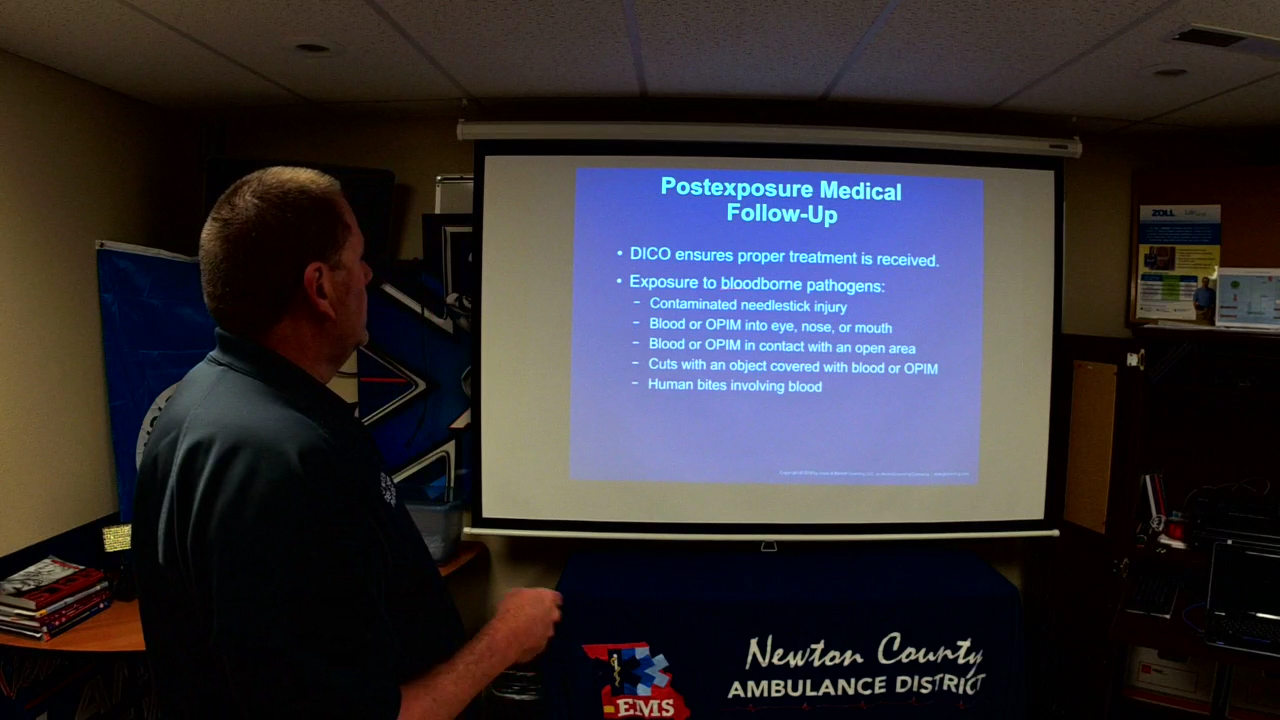 Postexposure Medical
Follow-Up
• DICO ensures proper treatment is received.
• Exposure to bloodborne pathogens:
– Contaminated needlestick injury
– Blood or OPIM into eye, nose, or mouth
– Blood or OPIM in contact with an open area
– Cuts with an object covered with blood or OPIM
– Human bites involving blood
ZOLL
Newton County
AMBULANCE DISTRICT
EMS